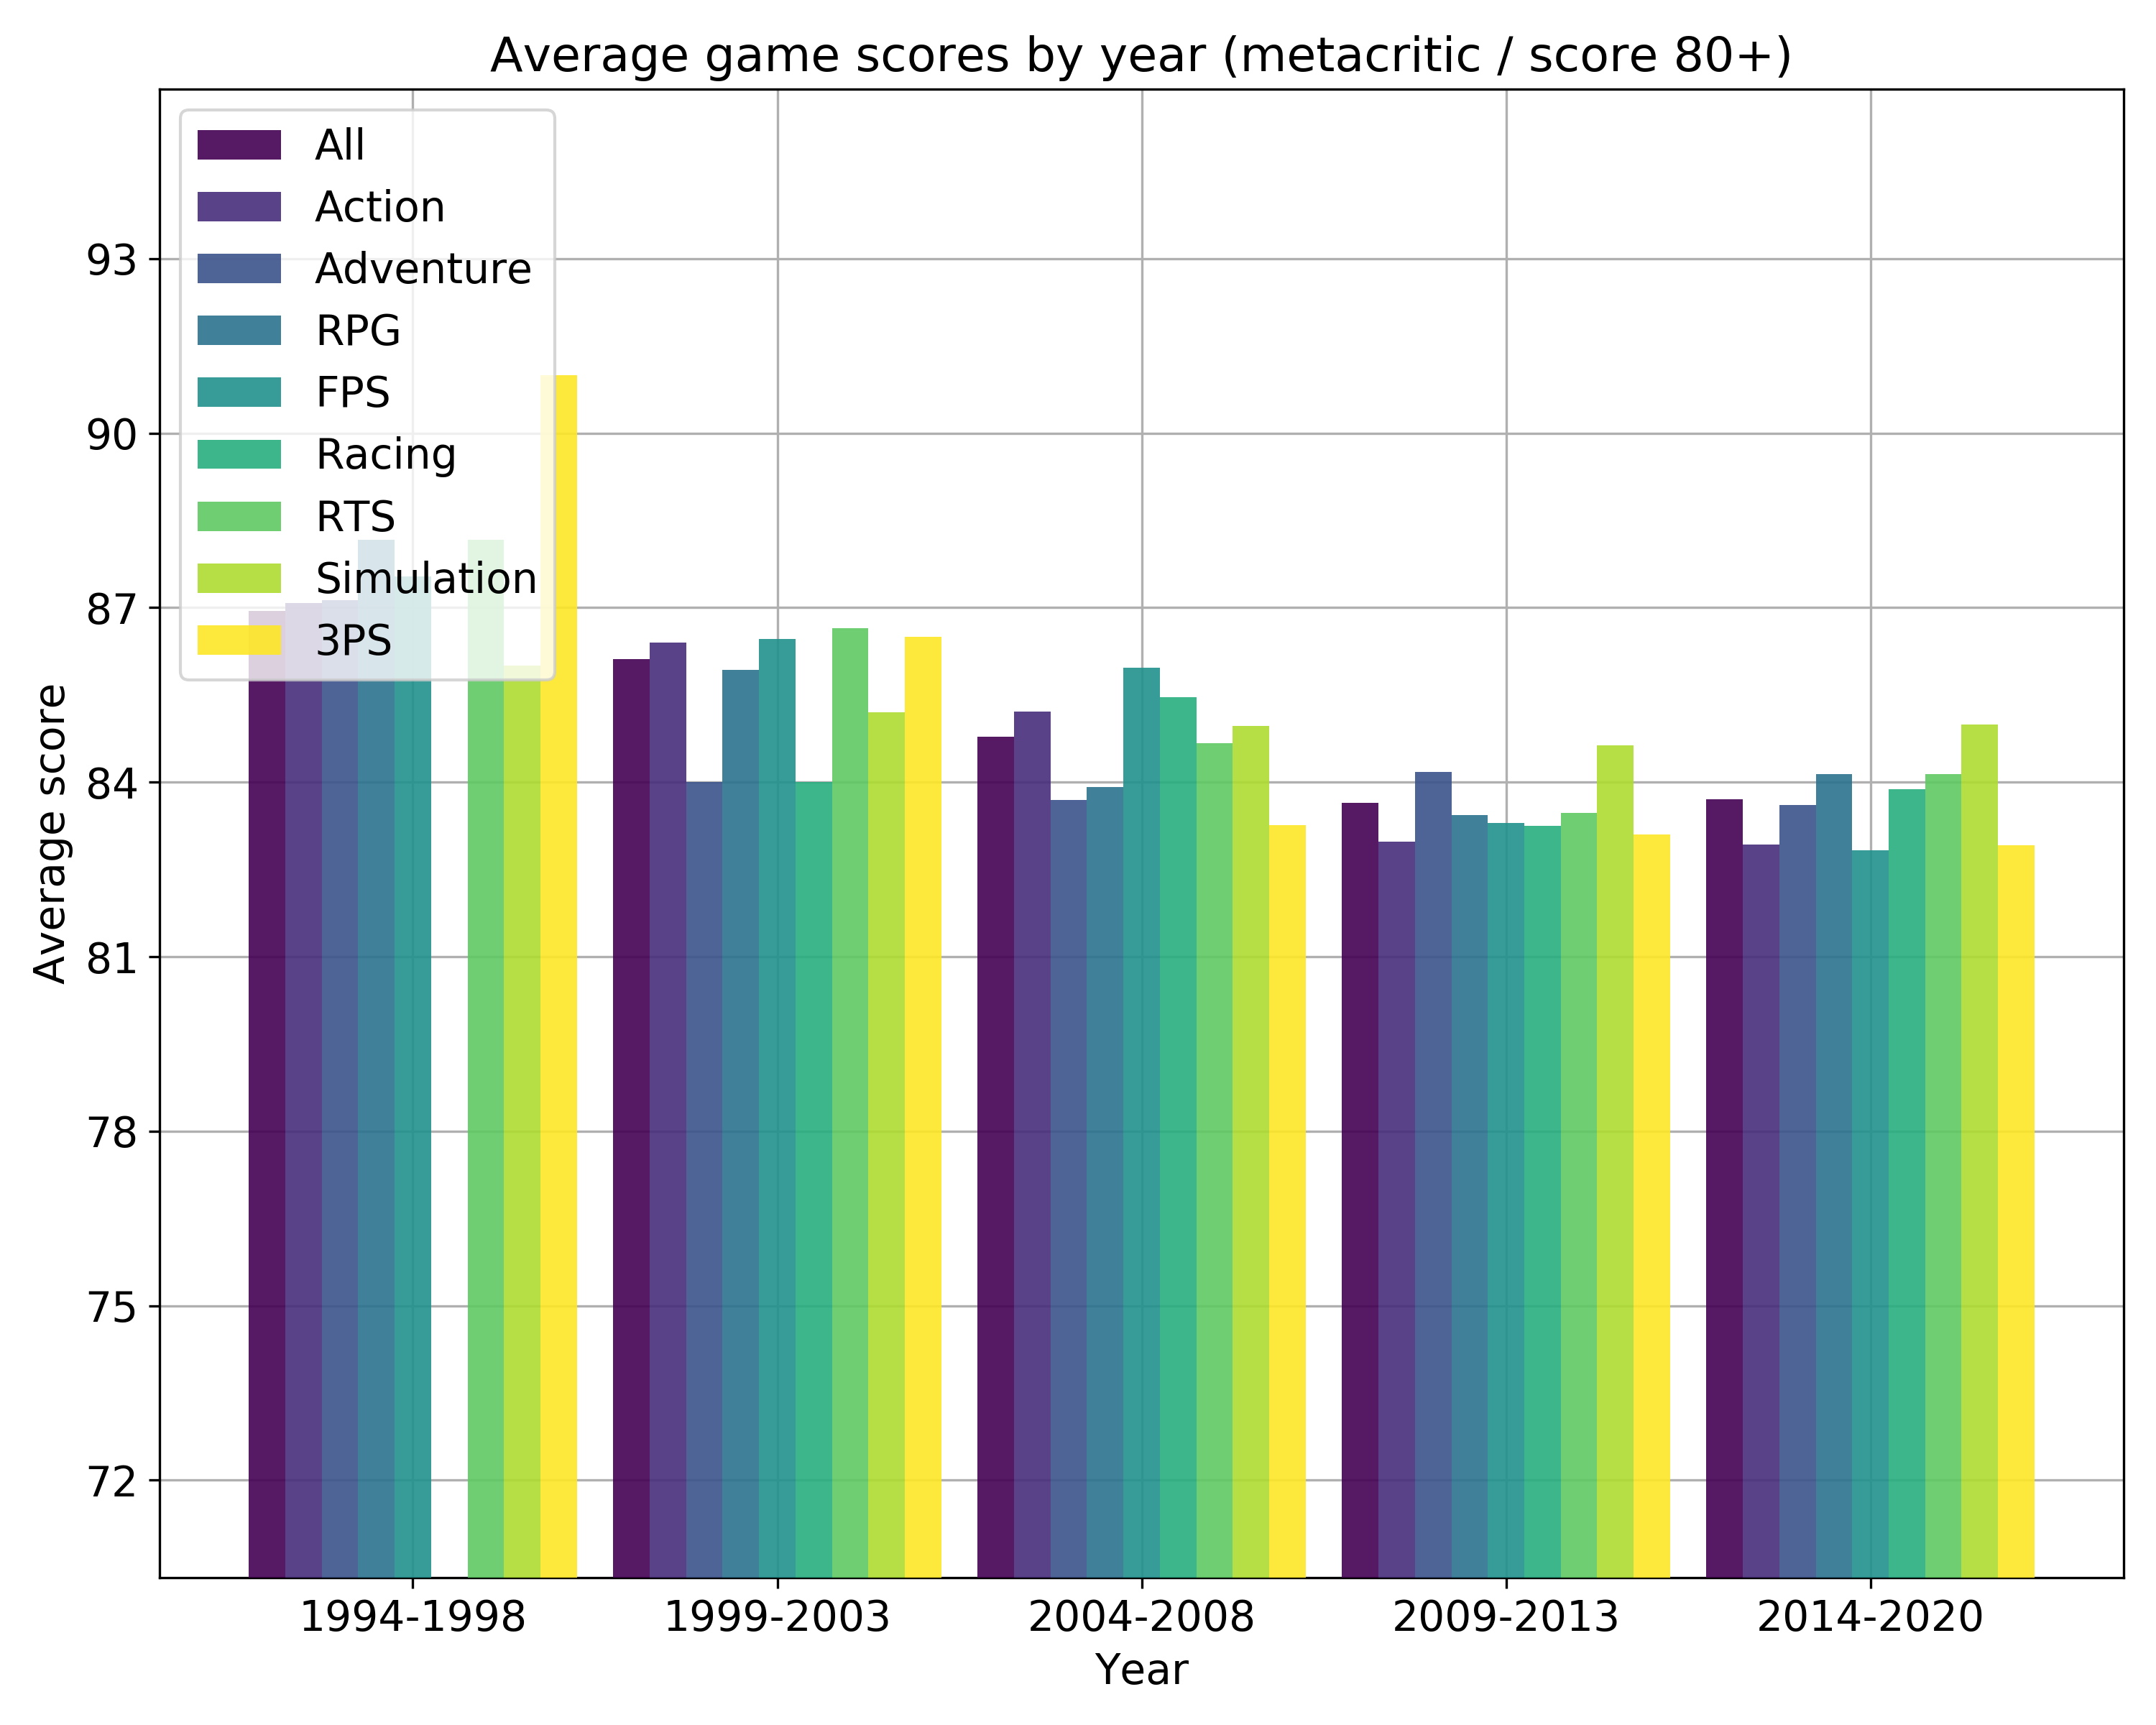 Average game scores by year (metacritic / score 80+)
All
Action
Adventure
RPG
FPS
Racing
RTS
Simulation
3PS
93
90
87
84
81
78
75
72
Average score
1994-1998
1999-2003
2004-2008
2009-2013
2014-2020
Year